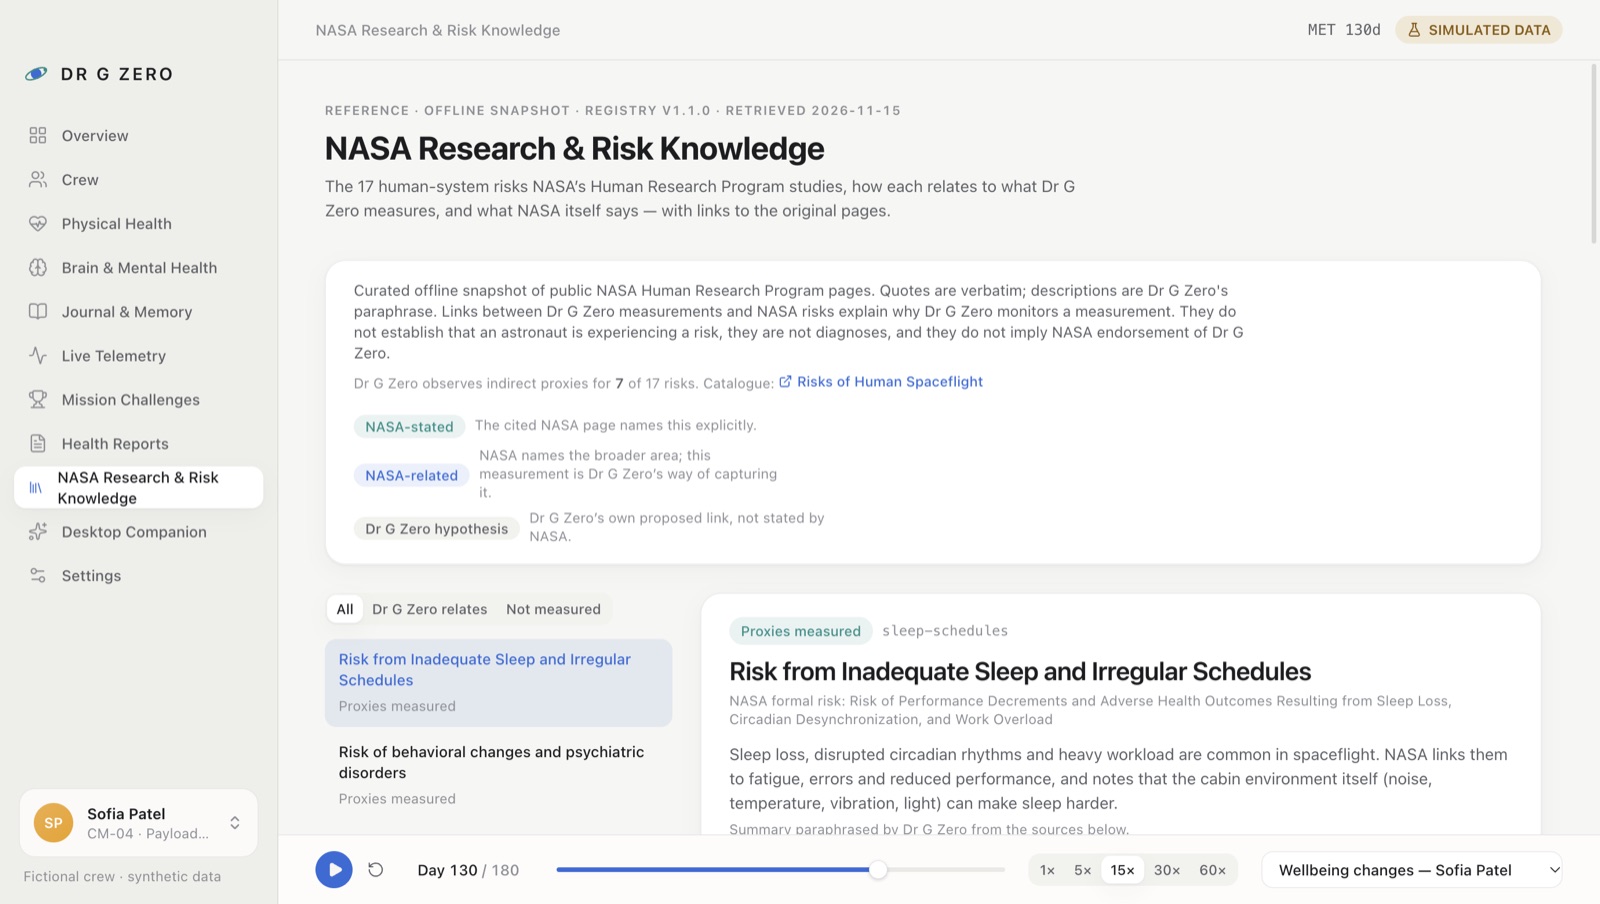 DR G ZERO
Overview
Crew
Physical Health
Brain & Mental Health
Journal & Memory
Live Telemetry
Mission Challenges
Health Reports
NASA Research & Risk
Knowledge
Desktop Companion
Settings
SP
Sofia Patel
CM-04 · Payload...
Fictional crew · synthetic data
NASA Research & Risk Knowledge
MET 130d
SIMULATED DATA
REFERENCE · OFFLINE SNAPSHOT · REGISTRY V1.1.0 · RETRIEVED 2026-11-15
NASA Research & Risk Knowledge
The 17 human-system risks NASA's Human Research Program studies, how each relates to what Dr G
Zero measures, and what NASA itself says — with links to the original pages.
Curated offline snapshot of public NASA Human Research Program pages. Quotes are verbatim; descriptions are Dr G Zero's
paraphrase. Links between Dr G Zero measurements and NASA risks explain why Dr G Zero monitors a measurement. They do
not establish that an astronaut is experiencing a risk, they are not diagnoses, and they do not imply NASA endorsement of Dr G
Zero.
Dr G Zero observes indirect proxies for 7 of 17 risks. Catalogue: Risks of Human Spaceflight
NASA-stated The cited NASA page names this explicitly.
NASA-related NASA names the broader area; this
measurement is Dr G Zero's way of capturing
it.
Dr G Zero hypothesis Dr G Zero's own proposed link, not stated by
NASA.
All Dr G Zero relates Not measured
Risk from Inadequate Sleep and Irregular
Schedules
Proxies measured
Risk of behavioral changes and psychiatric
disorders
Proxies measured
Proxies measured sleep-schedules
Risk from Inadequate Sleep and Irregular Schedules
NASA formal risk: Risk of Performance Decrements and Adverse Health Outcomes Resulting from Sleep Loss,
Circadian Desynchronization, and Work Overload
Sleep loss, disrupted circadian rhythms and heavy workload are common in spaceflight. NASA links them
to fatigue, errors and reduced performance, and notes that the cabin environment itself (noise,
temperature, vibration, light) can make sleep harder.
Summary paraphrased by Dr G Zero from the sources below.
Day 130 / 180
1× 5× 15× 30× 60×
Wellbeing changes — Sofia Patel